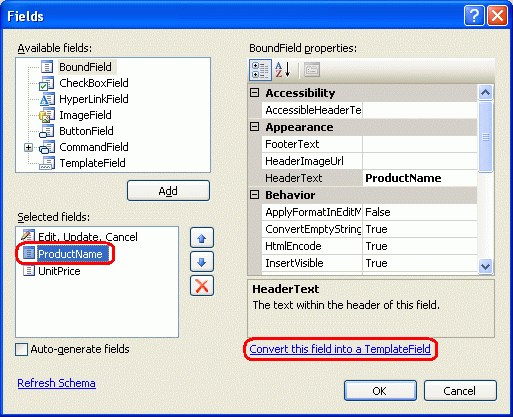 Fields
Available fields:
BoundField
CheckBoxField
HyperLinkField
ImageField
ButtonField
CommandField
TemplateField
Add
Selected fields:
Edit, Update, Cancel
ProductName
UnitPrice
Auto-generate fields
Refresh Schema
BoundField properties:
Accessibility
AccessibleHeaderTe
Appearance
FooterText
HeaderImageUrl
HeaderText ProductName
Behavior
ApplyFormatInEditM False
ConvertEmptyString True
HtmlEncode True
InsertVisible True
HeaderText
The text within the header of this field.
Convert this field into a TemplateField
OK Cancel